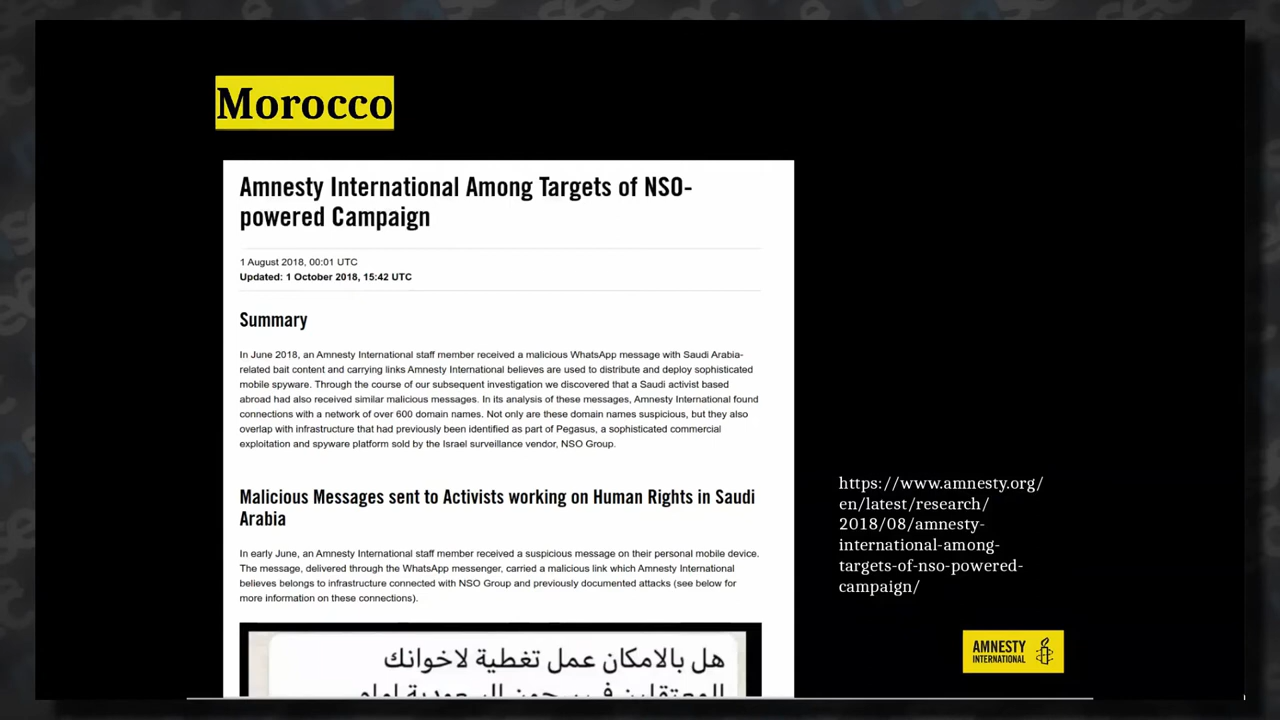 Morocco
Amnesty International Among Targets of NSO-
powered Campaign
1 August 2018, 00:01 UTC
Updated: 1 October 2018, 15:42 UTC
Summary
In June 2018, an Amnesty International staff member received a malicious WhatsApp message with Saudi Arabia-
related bait content and carrying links Amnesty International believes are used to distribute and deploy sophisticated
mobile spyware. Through the course of our subsequent investigation we discovered that a Saudi activist based
abroad had also received similar malicious messages. In its analysis of these messages, Amnesty International found
connections with a network of over 600 domain names. Not only are these domain names suspicious, but they also
overlap with infrastructure that had previously been identified as part of Pegasus, a sophisticated commercial
exploitation and spyware platform sold by the Israel surveillance vendor, NSO Group.
Malicious Messages sent to Activists working on Human Rights in Saudi
Arabia
In early June, an Amnesty International staff member received a suspicious message on their personal mobile device.
The message, delivered through the WhatsApp messenger, carried a malicious link which Amnesty International
believes belongs to infrastructure connected with NSO Group and previously documented attacks (see below for
more information on these connections).
هل بالامكان عمل تغطية لاخوانك
المعتقلين في سجون السعودية امام
https://www.amnesty.org/
en/latest/research/
2018/08/amnesty-
international-among-
targets-of-nso-powered-
campaign/
AMNESTY
INTERNATIONAL